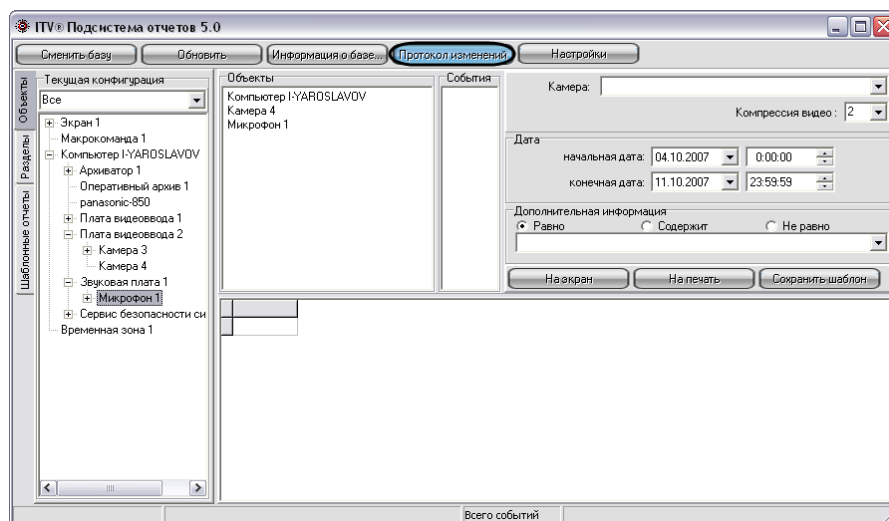 ITV® Подсистема отчетов 5.0
Сменить базу
Обновить
Информация о базе...
Протокол изменений
Настройки
Объекты
Разделы
Шаблонные отчеты
Текущая конфигурация
Все
Экран 1
Макрокоманда 1
Компьютер I-YAROSLAVOV
Архиватор 1
Оперативный архив 1
panasonic-850
Плата видеоввода 1
Плата видеоввода 2
Камера 3
Камера 4
Звуковая плата 1
Микрофон 1
Сервис безопасности си
Временная зона 1
Объекты
Компьютер I-YAROSLAVOV
Камера 4
Микрофон 1
События
Камера:
Компрессия видео : 2
Дата
начальная дата: 04.10.2007 0:00:00
конечная дата: 11.10.2007 23:59:59
Дополнительная информация
Равно Содержит Не равно
На экран
На печать
Сохранить шаблон
Всего событий